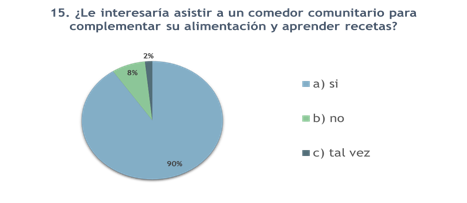 15. ¿Le interesaría asistir a un comedor comunitario para
complementar su alimentación y aprender recetas?
2%
8%
90%
a) si
b) no
c) tal vez